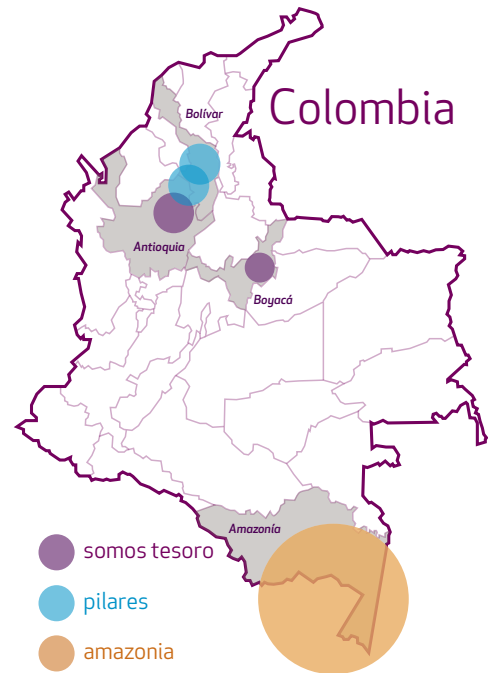 Colombia
Bolívar
Antioquia
Boyacá
Amazonía
somos tesoro
pilares
amazonia